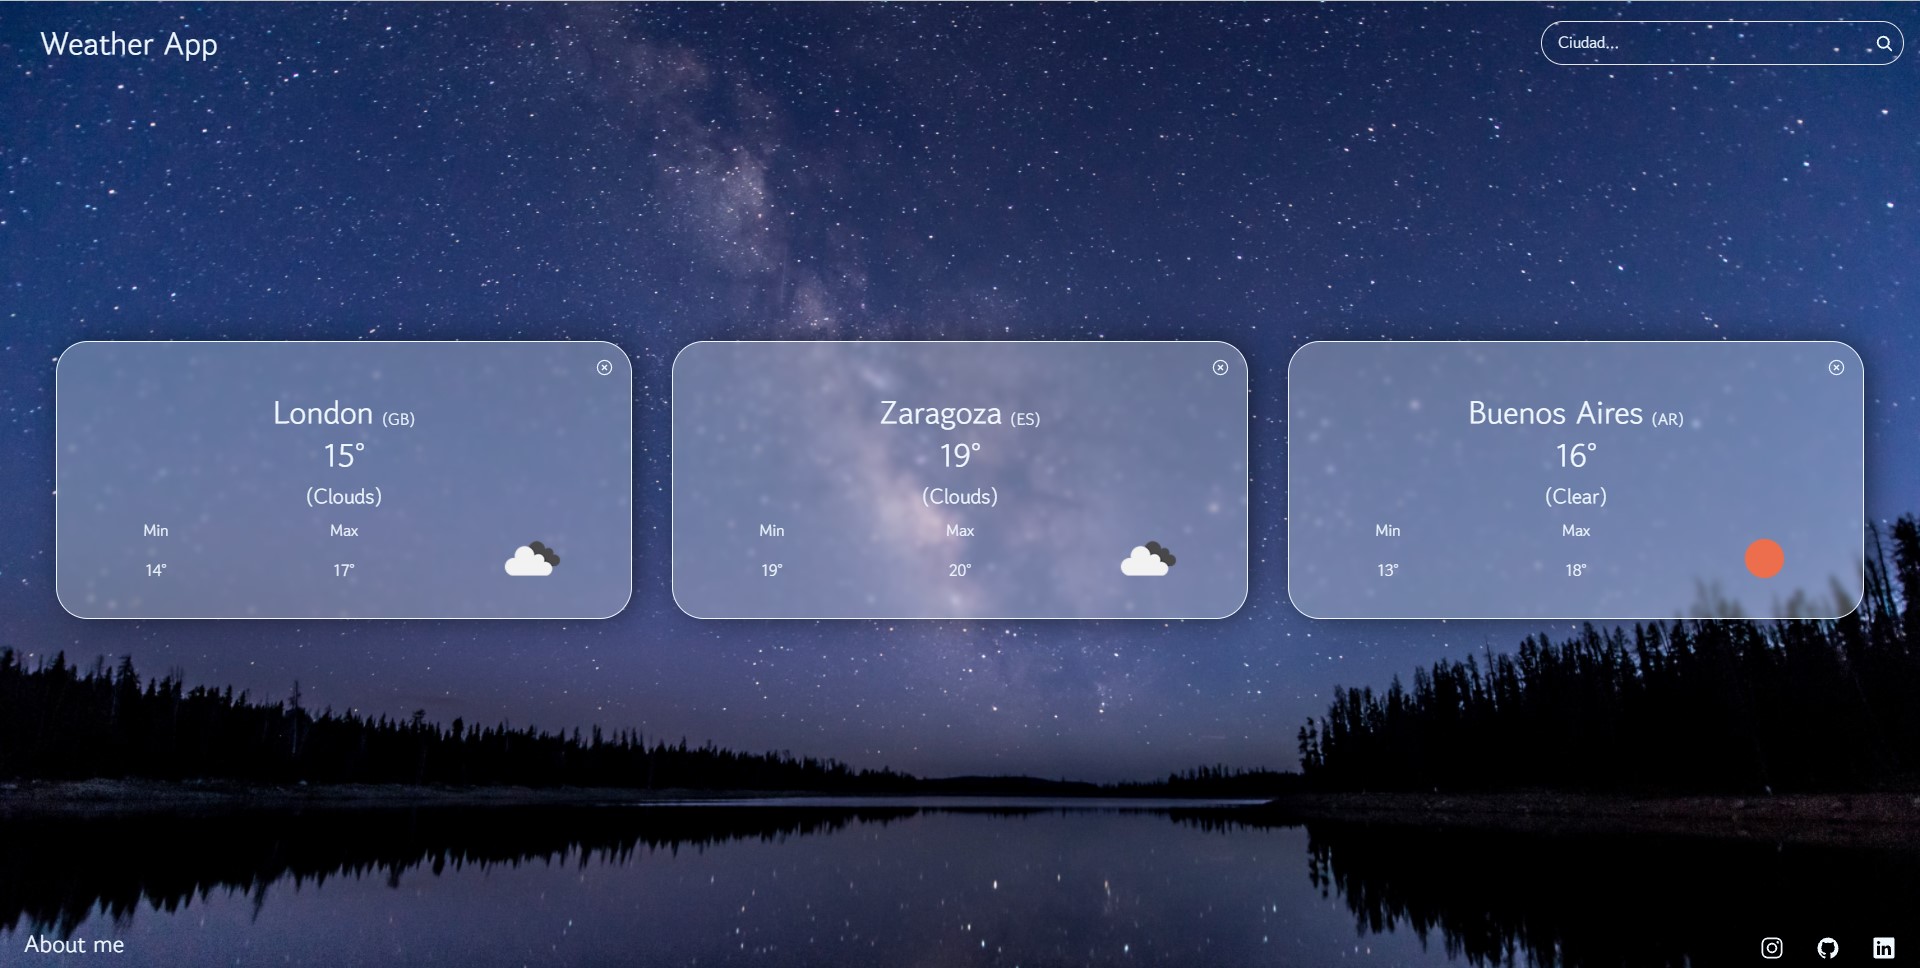 Weather App
Ciudad...
London (GB)
15°
(Clouds)
Min
Max
14°
17°
Zaragoza (ES)
19°
(Clouds)
Min
Max
19°
20°
Buenos Aires (AR)
16°
(Clear)
Min
Max
13°
18°
About me
in